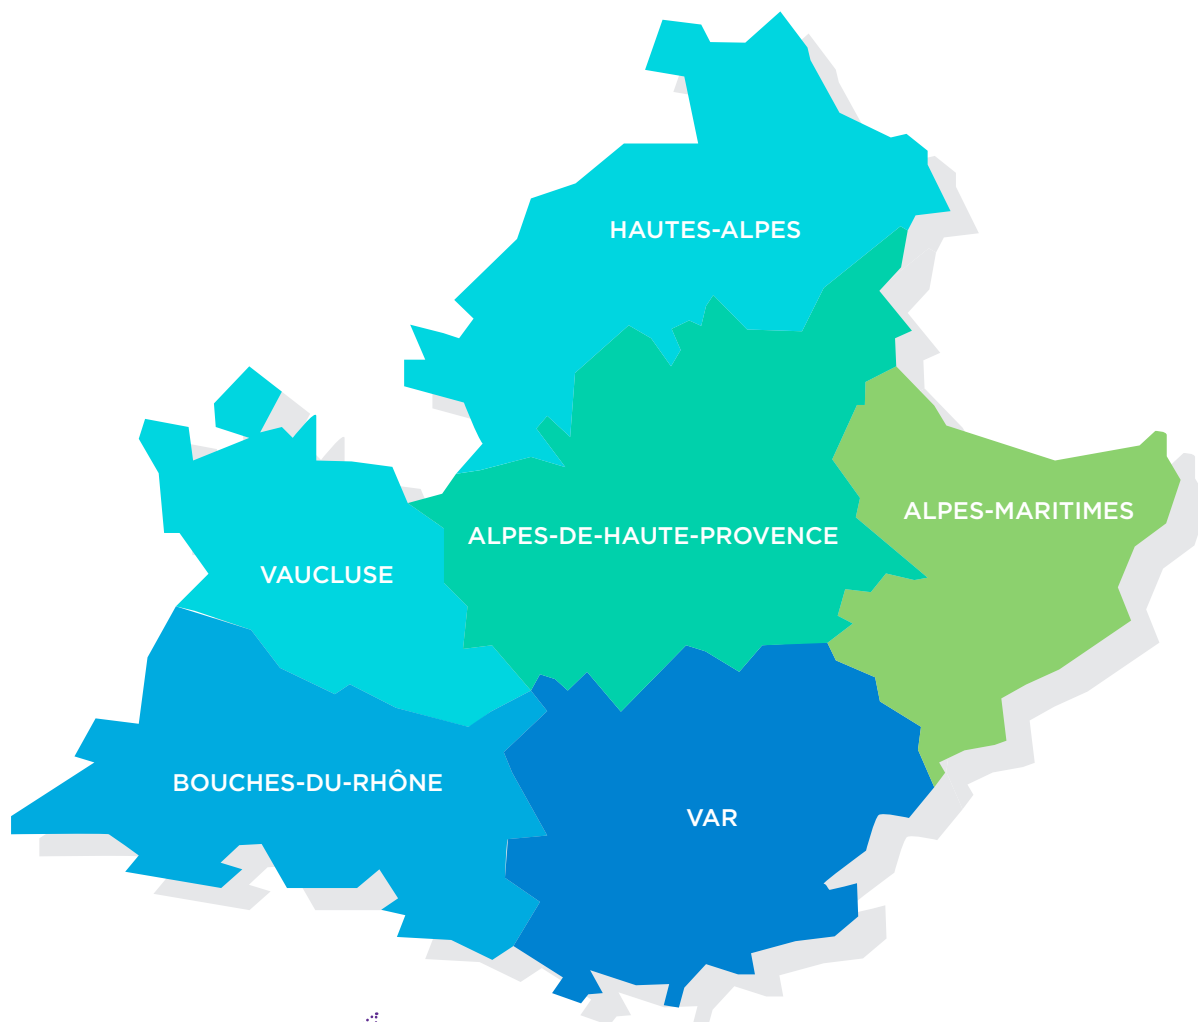 HAUTES-ALPES
ALPES-MARITIMES
ALPES-DE-HAUTE-PROVENCE
VAUCLUSE
BOUCHES-DU-RHÔNE
VAR